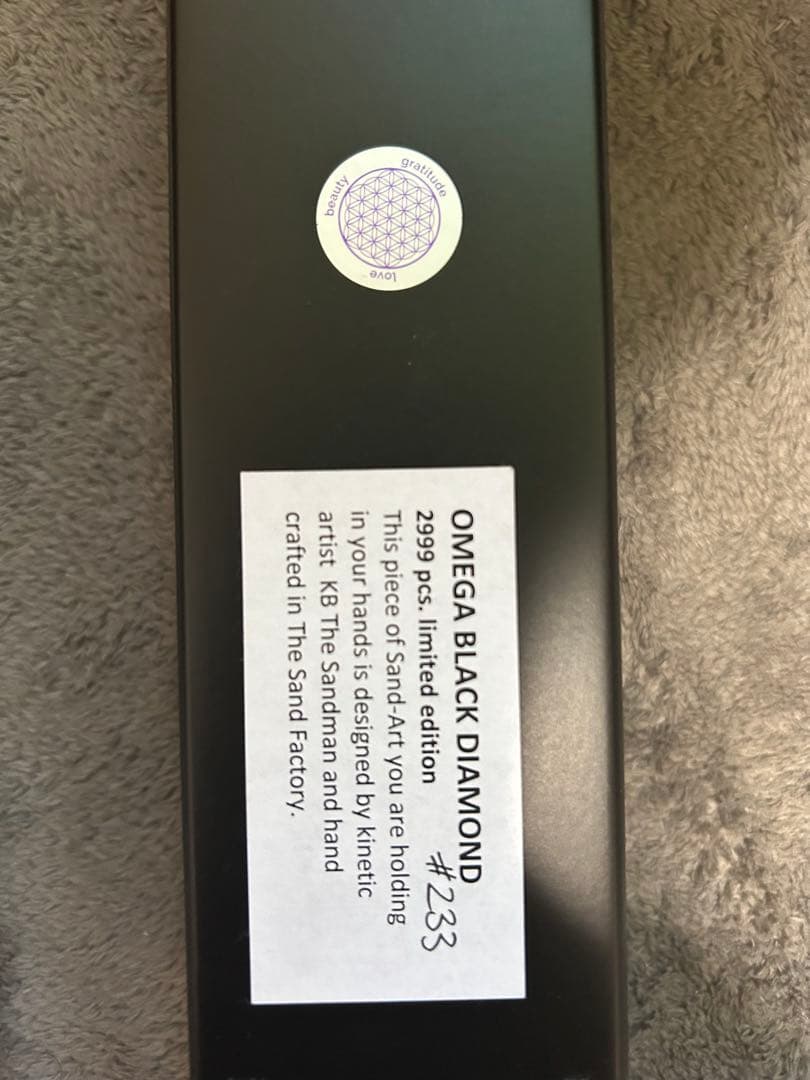 beauty
gratitude
love
OMEGA BLACK DIAMOND
2999 pcs. limited edition #233
This piece of Sand-Art you are holding
in your hands is designed by kinetic
artist KB The Sandman and hand
crafted in The Sand Factory.